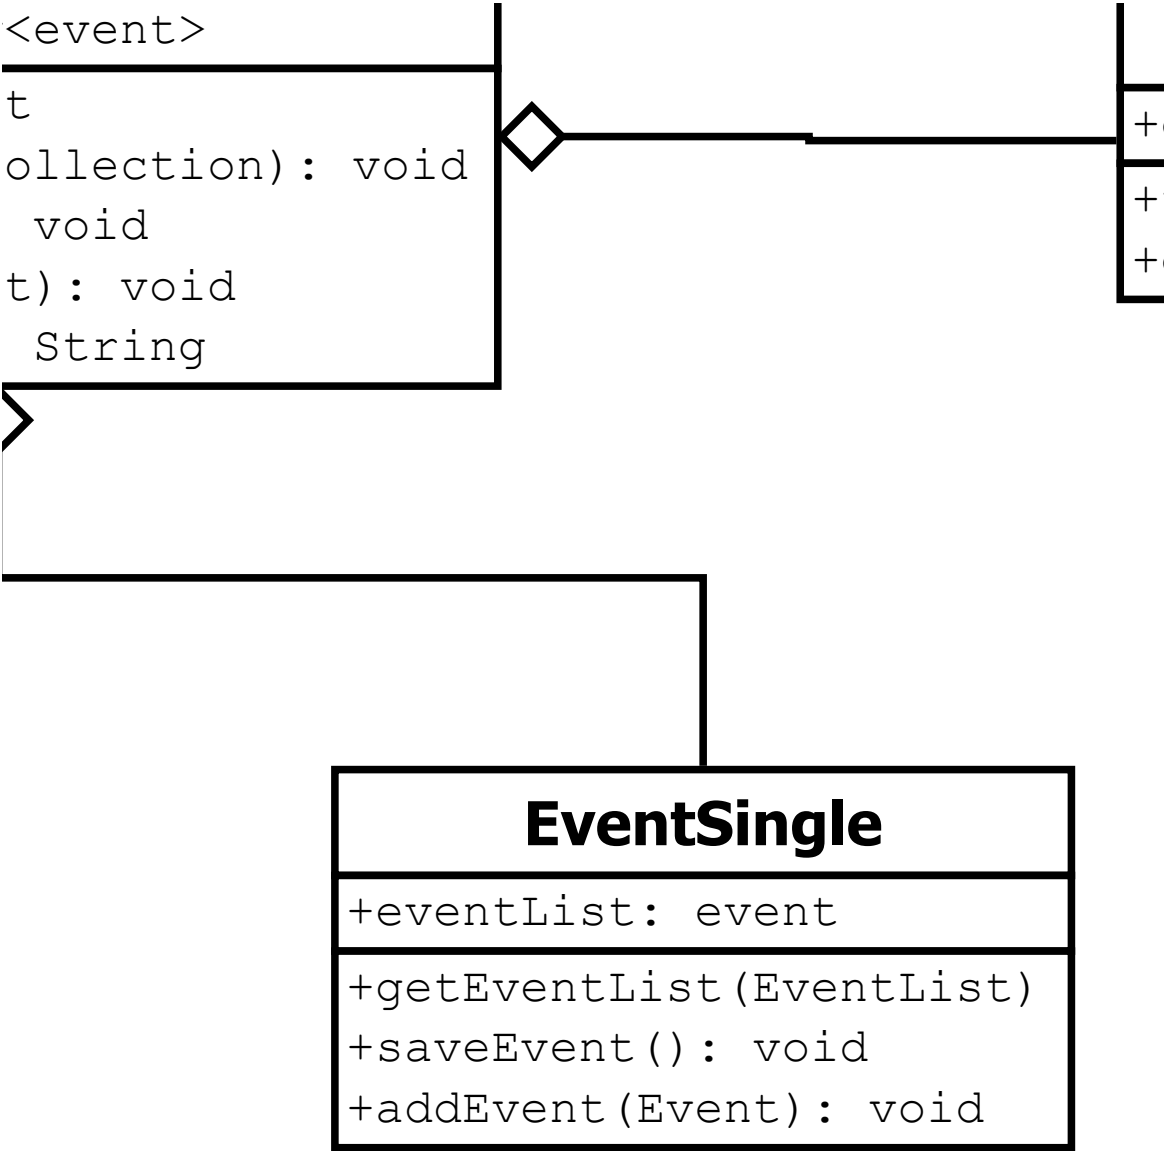 <event>
t
ollection): void
void
t): void
String
+
+
+
EventSingle
+eventList: event
+getEventList(EventList)
+saveEvent(): void
+addEvent(Event): void